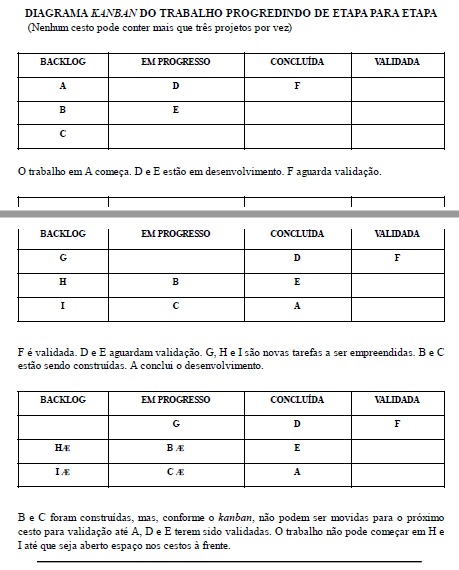 DIAGRAMA KANBAN DO TRABALHO PROGREDINDO DE ETAPA PARA ETAPA
(Nenhum cesto pode conter mais que três projetos por vez)
BACKLOG EM PROGRESSO CONCLUÍDA VALIDADA
A D F
B E
C
O trabalho em A começa. D e E estão em desenvolvimento. F aguarda validação.
BACKLOG EM PROGRESSO CONCLUÍDA VALIDADA
G D F
H B E
I C A
F é validada. D e E aguardam validação. G, H e I são novas tarefas a ser empreendidas. B e C
estão sendo construídas. A conclui o desenvolvimento.
BACKLOG EM PROGRESSO CONCLUÍDA VALIDADA
G D F
HÆ B Æ E
I Æ C Æ A
B e C foram construídas, mas, conforme o kanban, não podem ser movidas para o próximo
cesto para validação até A, D e E terem sido validadas. O trabalho não pode começar em H e
I até que seja aberto espaço nos cestos à frente.